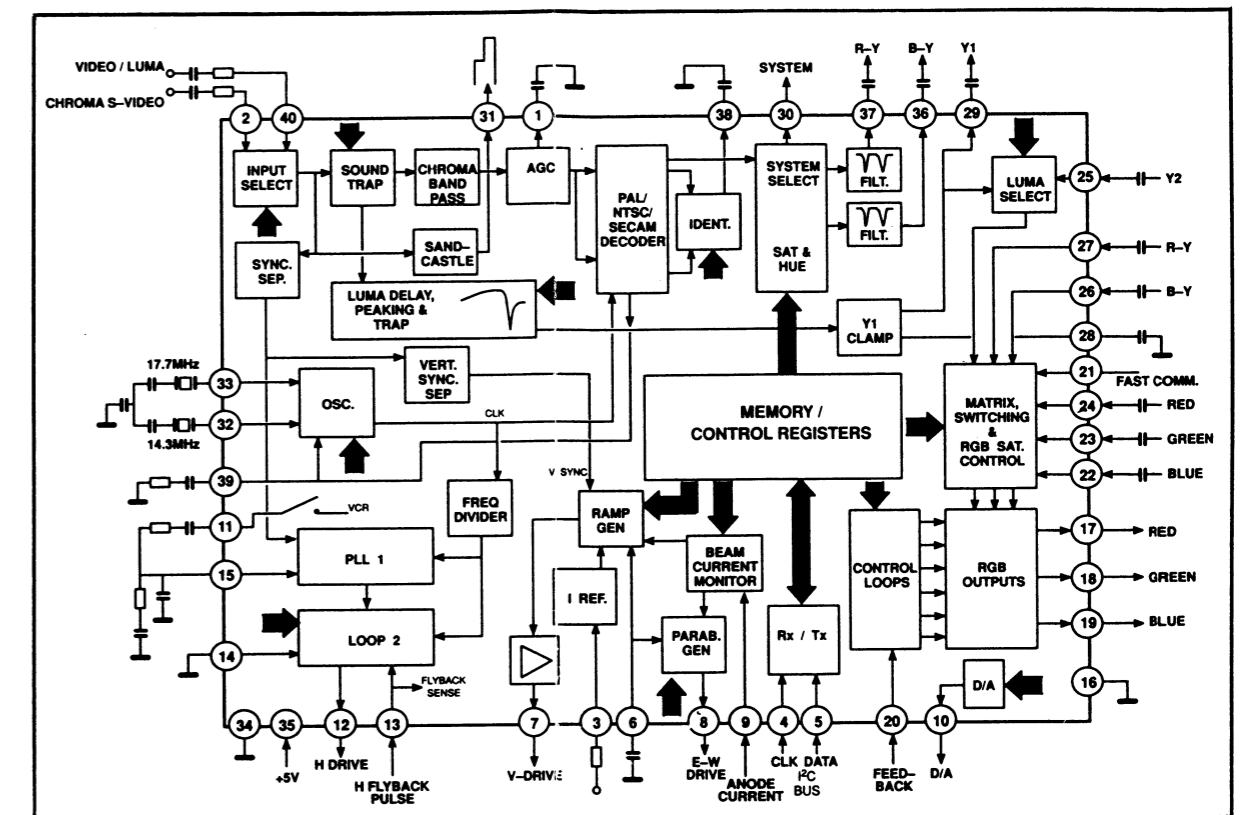 R–Y B–Y Y1
VIDEO / LUMA
SYSTEM
CHROMA S–VIDEO
2 40 31 1 38 30 37 36 29
INPUT
SELECT
SOUND
TRAP
CHROMA
BAND
PASS
AGC
PAL/
NTSC/
SECAM
DECODER
IDENT.
SYSTEM
SELECT
SAT &
HUE
FILT.
FILT.
LUMA
SELECT
25 Y2
SYNC.
SEP.
SAND–
CASTLE
27 R–Y
LUMA DELAY,
PEAKING &
TRAP
26 B–Y
Y1
CLAMP
28
17.7MHz
33
VERT.
SYNC.
SEP
21
FAST COMM.
OSC.
CLK
MEMORY /
CONTROL REGISTERS
MATRIX,
SWITCHING
&
RGB SAT.
CONTROL
24 RED
32
14.3MHz
23 GREEN
39
V SYNC
22 BLUE
11
VCR
FREQ
DIVIDER
RAMP
GEN
17 RED
PLL 1
BEAM
CURRENT
MONITOR
CONTROL
LOOPS
RGB
OUTPUTS
15
I REF.
18 GREEN
LOOP 2
PARAB.
GEN
Rx / Tx
19 BLUE
14
FLYBACK
SENSE
D/A
16
34 35 12 13 7 3 6 8 9 4 5 20 10
+5V
H DRIVE
H FLYBACK
PULSE
V–DRIVE
E–W
DRIVE
ANODE
CURRENT
CLK DATA
I²C
BUS
FEED–
BACK
D/A